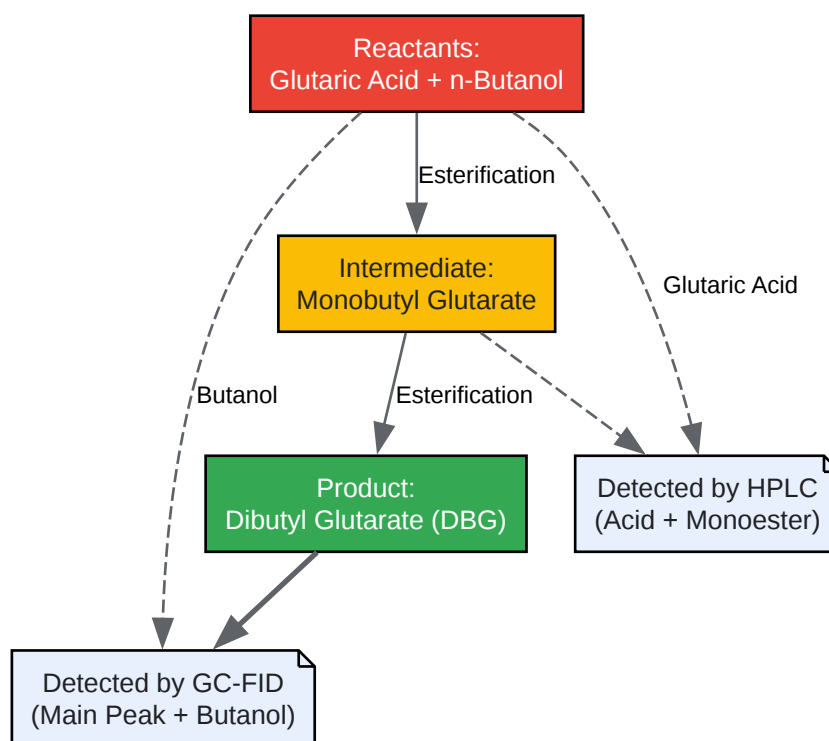 Reactants:
Glutaric Acid + n-Butanol
Esterification
Intermediate:
Monobutyl Glutarate
Glutaric Acid
Butanol
Esterification
Product:
Dibutyl Glutarate (DBG)
Detected by HPLC
(Acid + Monoester)
Detected by GC-FID
(Main Peak + Butanol)